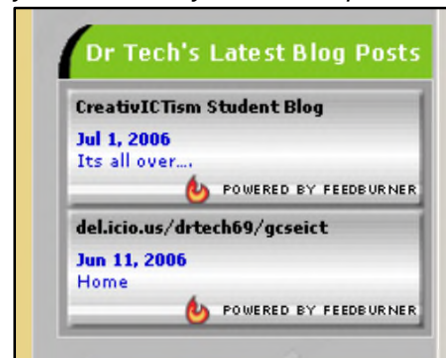 Dr Tech's Latest Blog Posts
CreativICTism Student Blog
Jul 1, 2006
Its all over....
POWERED BY FEEDBURNER
del.icio.us/drtech69/gcseict
Jun 11, 2006
Home
POWERED BY FEEDBURNER